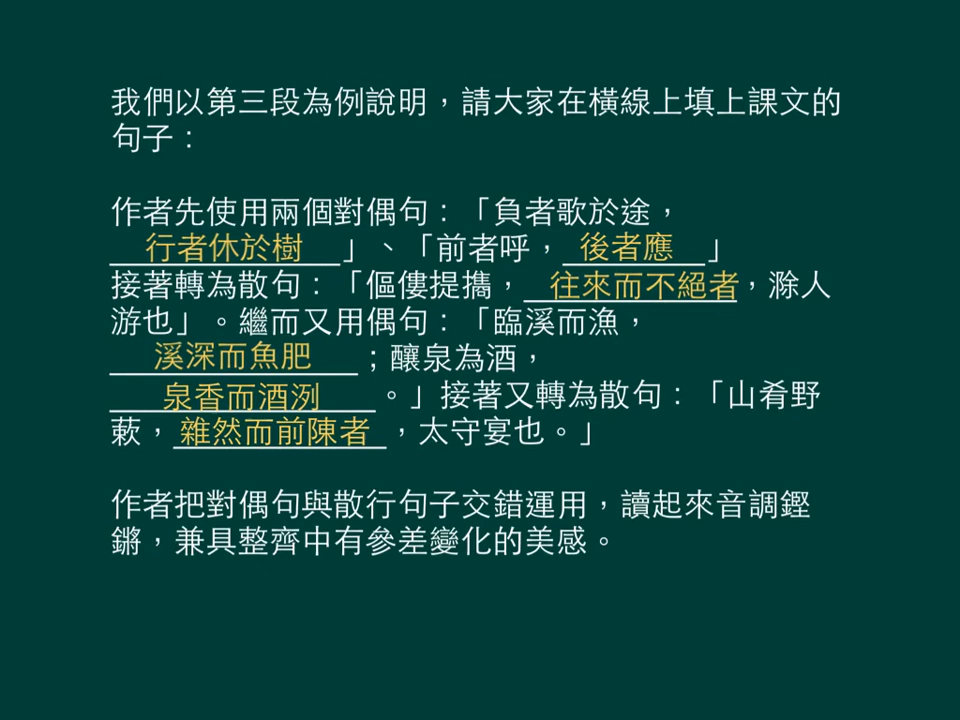 我們以第三段為例說明，請大家在橫線上填上課文的
句子：
作者先使用兩個對偶句：「負者歌於途，
行者休於樹」、「前者呼，後者應」
接著轉為散句：「傴僂提攜，往來而不絕者，滁人
游也」。繼而又用偶句：「臨溪而漁，
溪深而魚肥；釀泉為酒，
泉香而酒洌。」接著又轉為散句：「山肴野
蔌，雜然而前陳者，太守宴也。」
作者把對偶句與散行句子交錯運用，讀起來音調鏗
鏘，兼具整齊中有參差變化的美感。